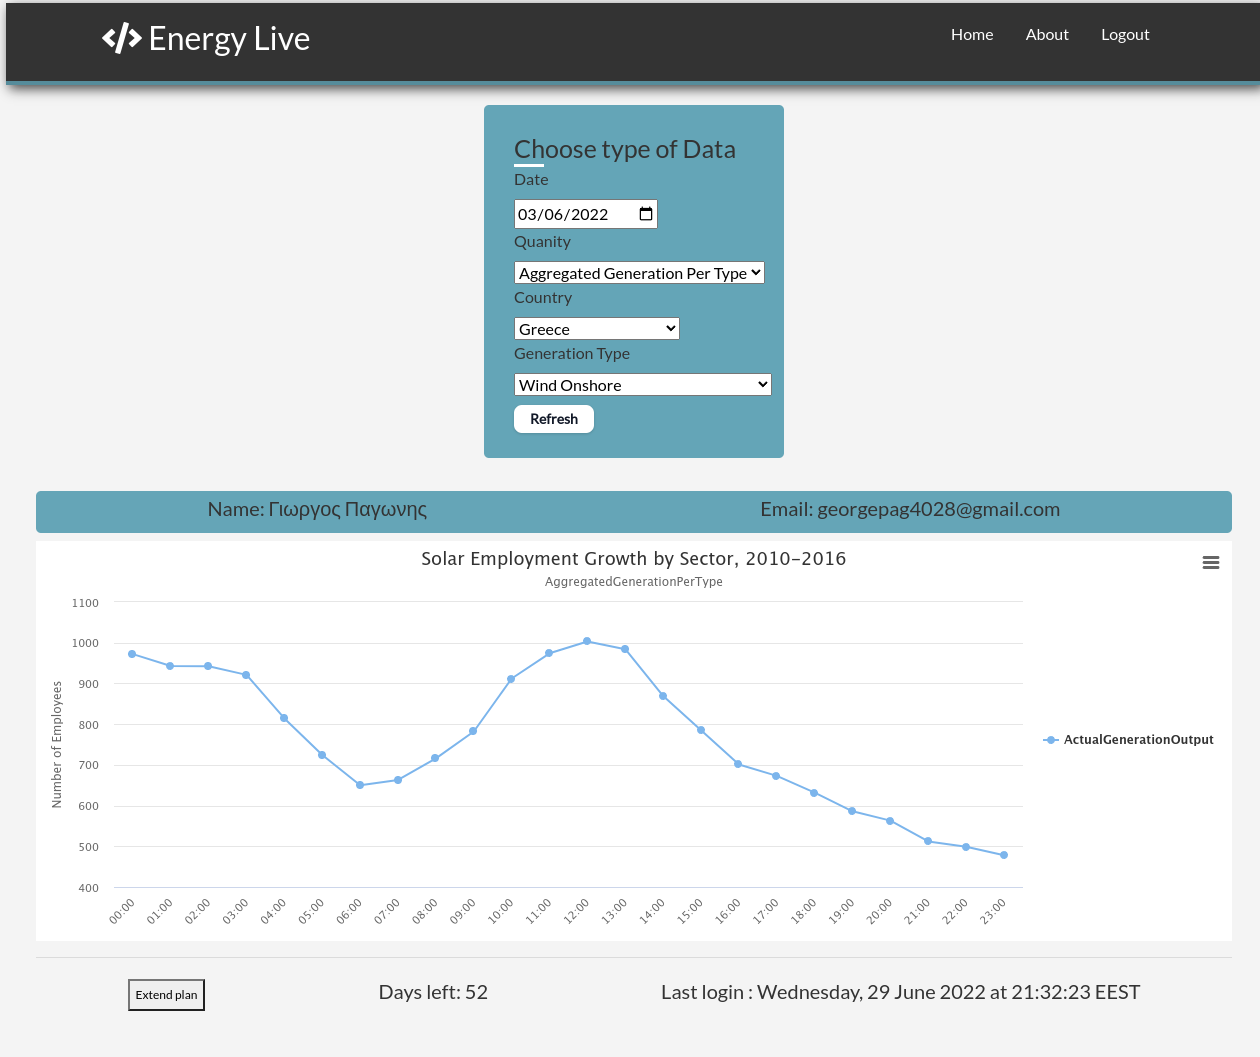 Energy Live
Home About Logout
Choose type of Data
Date
03/06/2022
Quanity
Aggregated Generation Per Type
Country
Greece
Generation Type
Wind Onshore
Refresh
Name: Γιωργος Παγωνης Email: georgepag4028@gmail.com
Solar Employment Growth by Sector, 2010-2016
AggregatedGenerationPerType
Number of Employees
1100
1000
900
800
700
600
500
400
00:00 01:00 02:00 03:00 04:00 05:00 06:00 07:00 08:00 09:00 10:00 11:00 12:00 13:00 14:00 15:00 16:00 17:00 18:00 19:00 20:00 21:00 22:00 23:00
ActualGenerationOutput
Extend plan Days left: 52 Last login : Wednesday, 29 June 2022 at 21:32:23 EEST